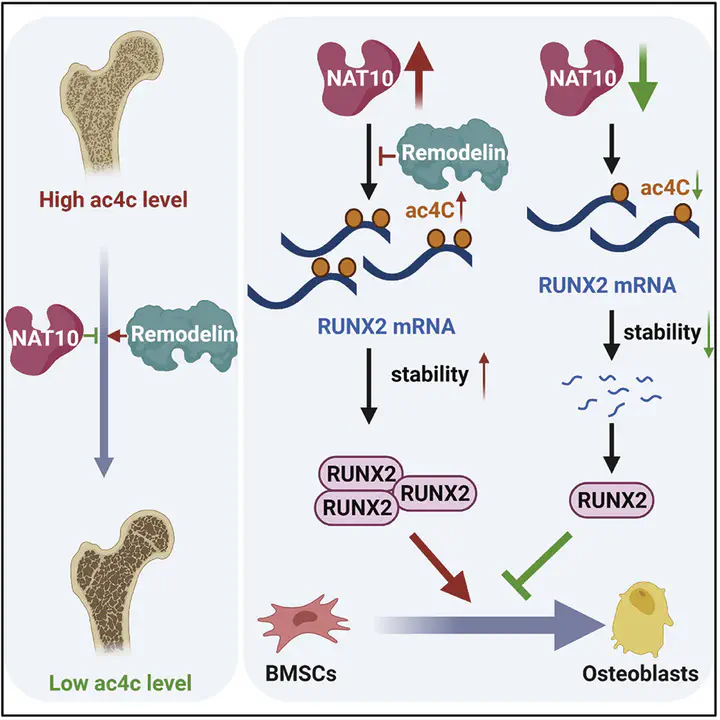 High ac4c level
NAT10
Remodelin
Low ac4c level
NAT10
Remodelin
ac4C
RUNX2 mRNA
stability
RUNX2
RUNX2
RUNX2
NAT10
ac4C
RUNX2 mRNA
stability
RUNX2
BMSCs
Osteoblasts